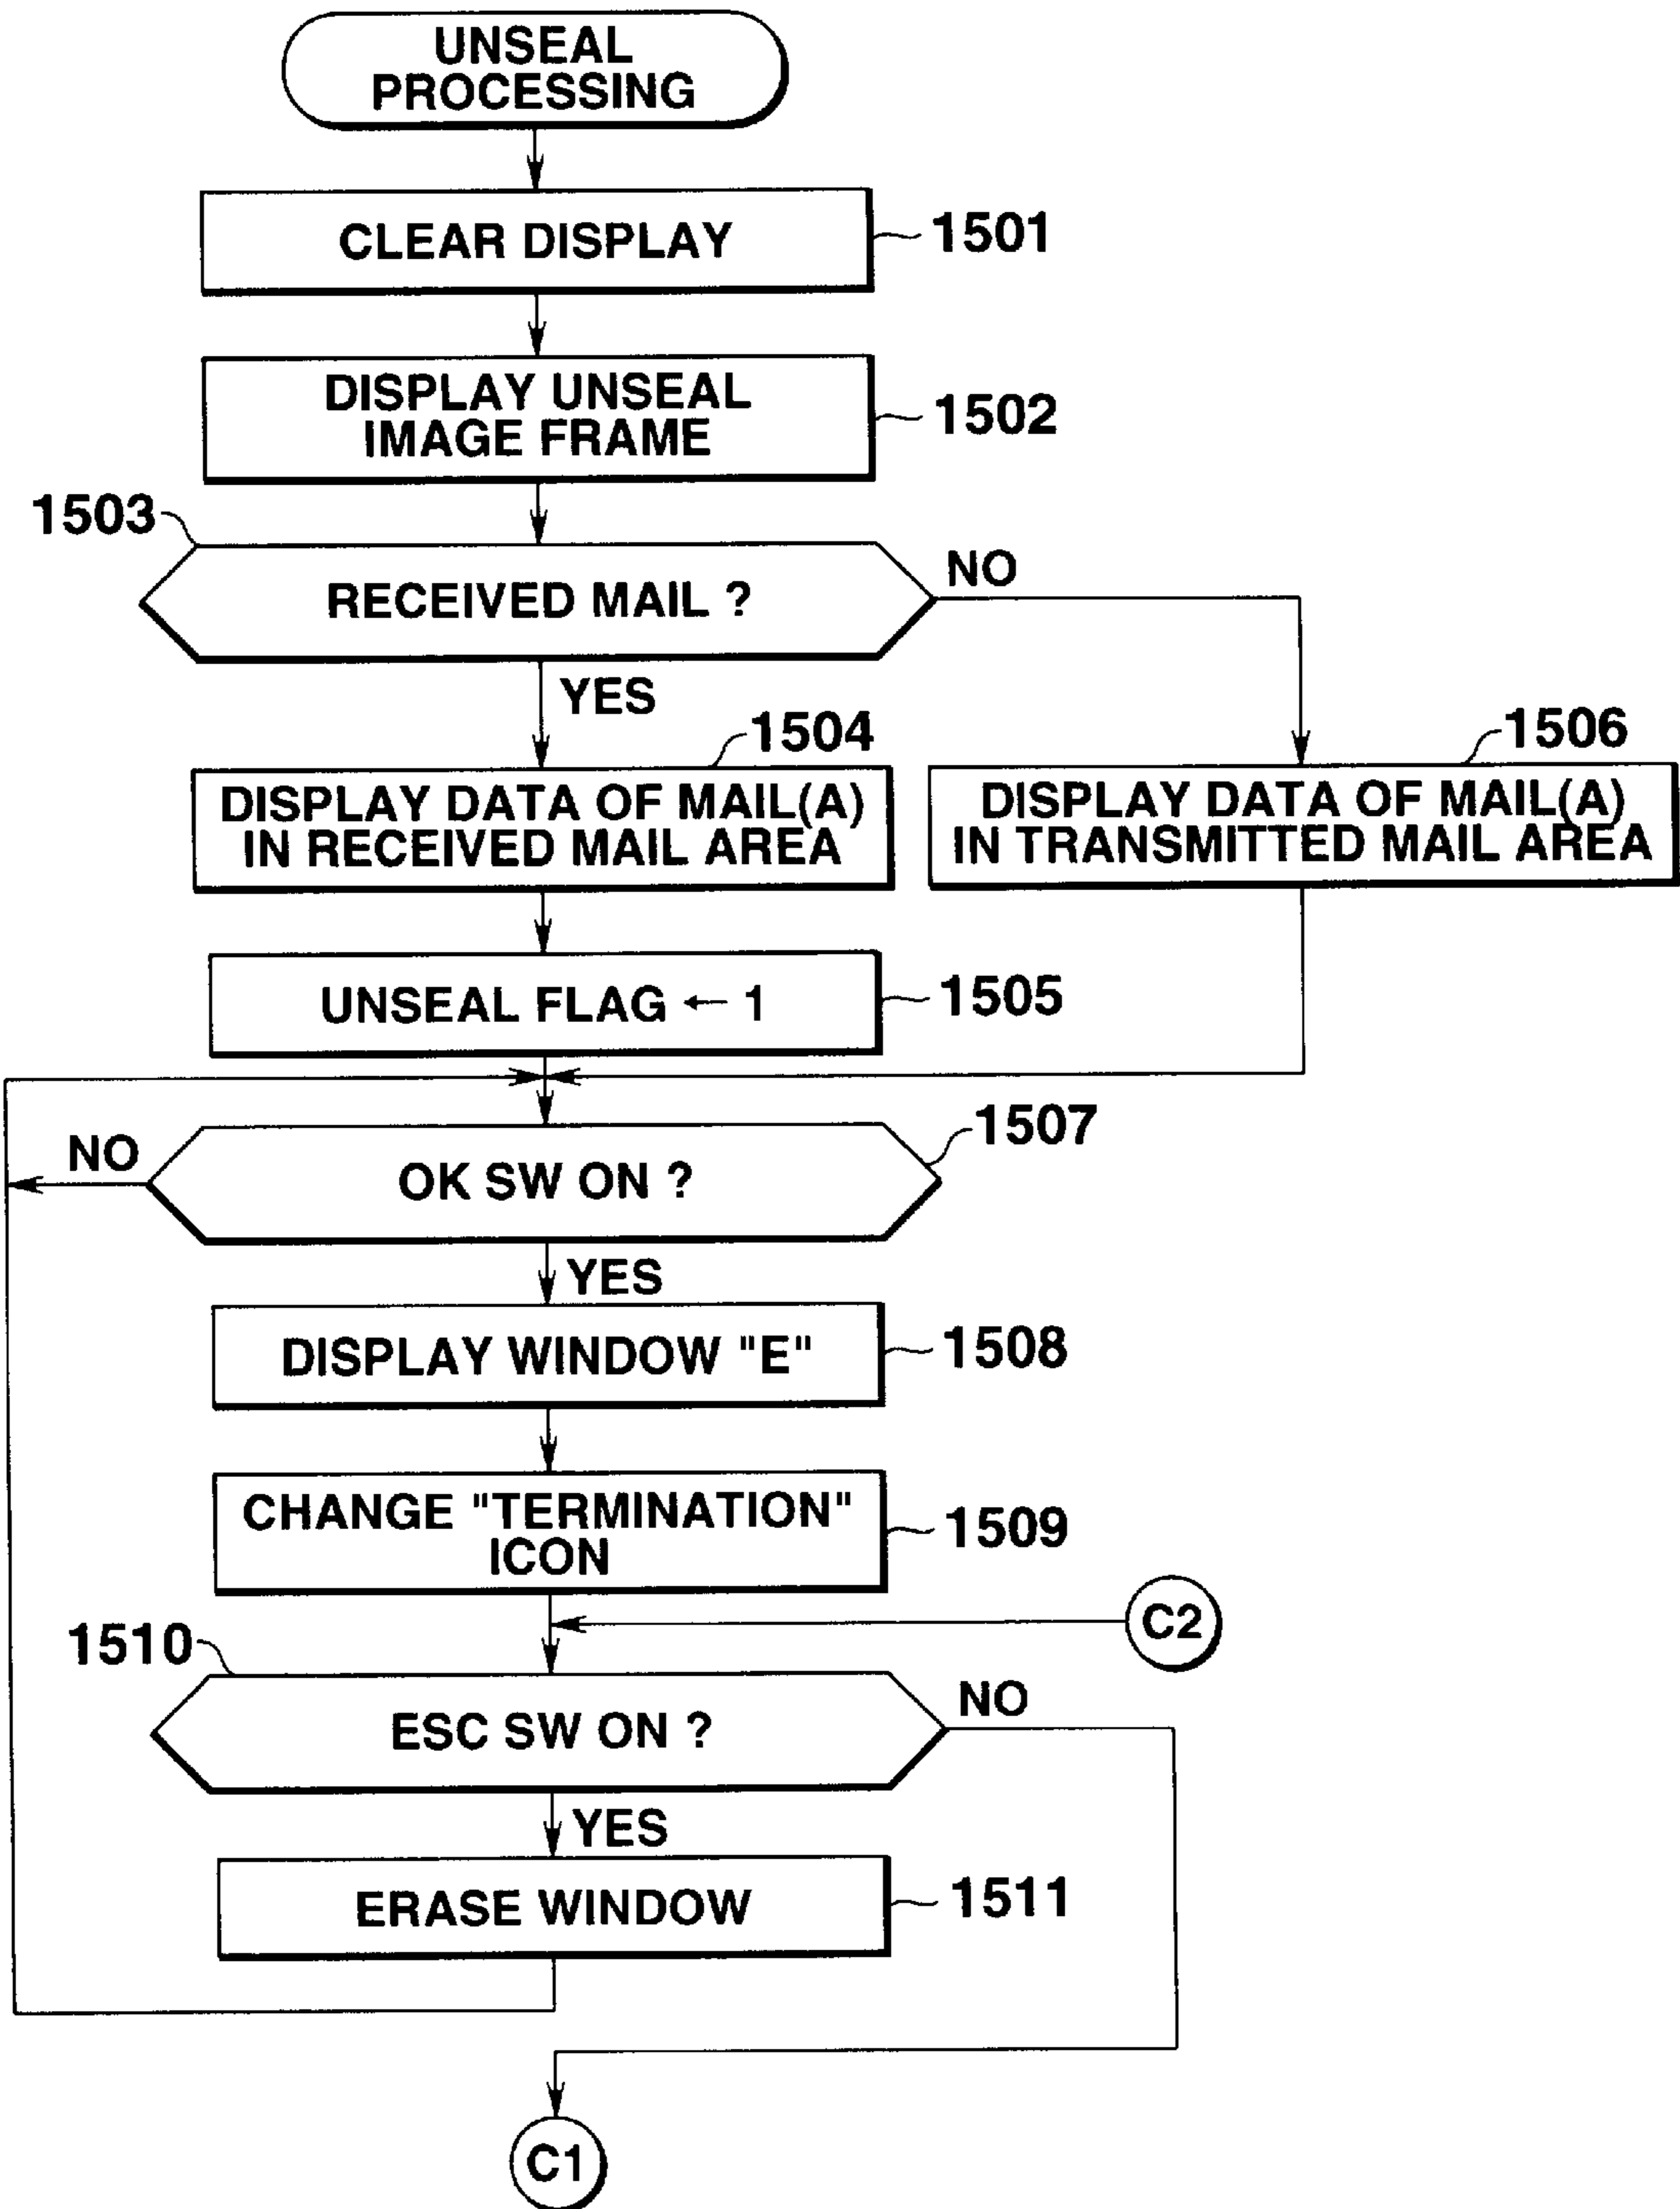 UNSEAL
PROCESSING
CLEAR DISPLAY
1501
DISPLAY UNSEAL
IMAGE FRAME
1502
1503
RECEIVED MAIL ?
NO
YES
1504
DISPLAY DATA OF MAIL(A)
IN RECEIVED MAIL AREA
1506
DISPLAY DATA OF MAIL(A)
IN TRANSMITTED MAIL AREA
UNSEAL FLAG ← 1
1505
1507
NO
OK SW ON ?
YES
DISPLAY WINDOW "E"
1508
CHANGE "TERMINATION"
ICON
1509
C2
1510
ESC SW ON ?
NO
YES
ERASE WINDOW
1511
C1